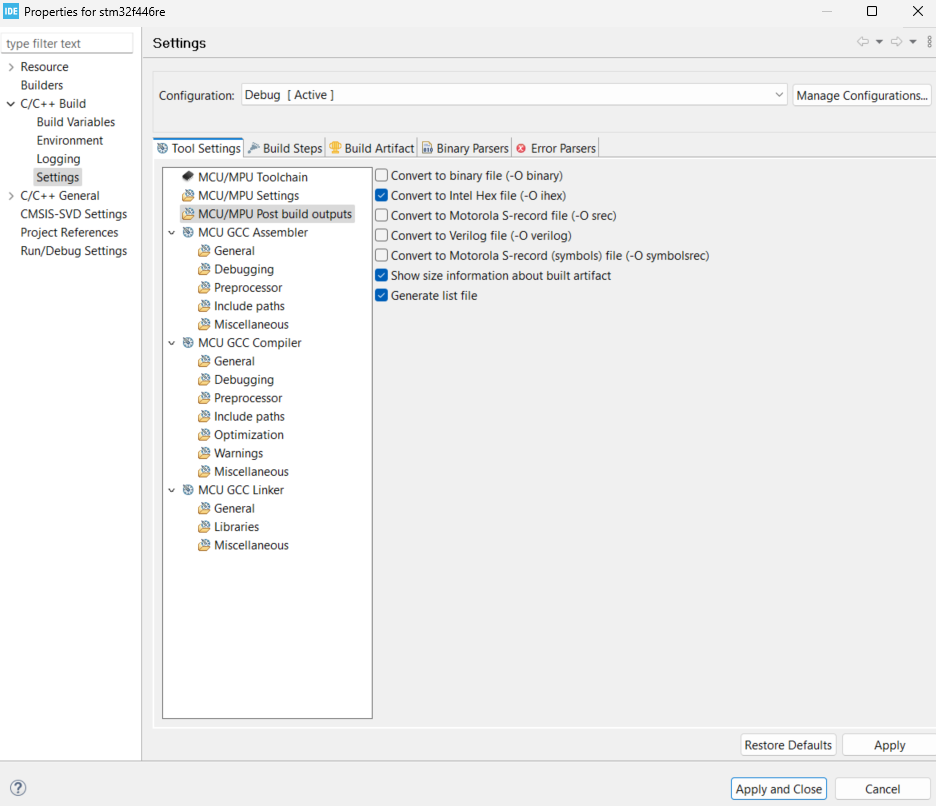 IDE Properties for stm32f446re
type filter text
Settings
Resource
Builders
C/C++ Build
Build Variables
Environment
Logging
Settings
C/C++ General
CMSIS-SVD Settings
Project References
Run/Debug Settings
Configuration: Debug [ Active ] Manage Configurations...
Tool Settings Build Steps Build Artifact Binary Parsers Error Parsers
MCU/MPU Toolchain
MCU/MPU Settings
MCU/MPU Post build outputs
MCU GCC Assembler
General
Debugging
Preprocessor
Include paths
Miscellaneous
MCU GCC Compiler
General
Debugging
Preprocessor
Include paths
Optimization
Warnings
Miscellaneous
MCU GCC Linker
General
Libraries
Miscellaneous
Convert to binary file (-O binary)
Convert to Intel Hex file (-O ihex)
Convert to Motorola S-record file (-O srec)
Convert to Verilog file (-O verilog)
Convert to Motorola S-record (symbols) file (-O symbolsrec)
Show size information about built artifact
Generate list file
Restore Defaults Apply
? Apply and Close Cancel